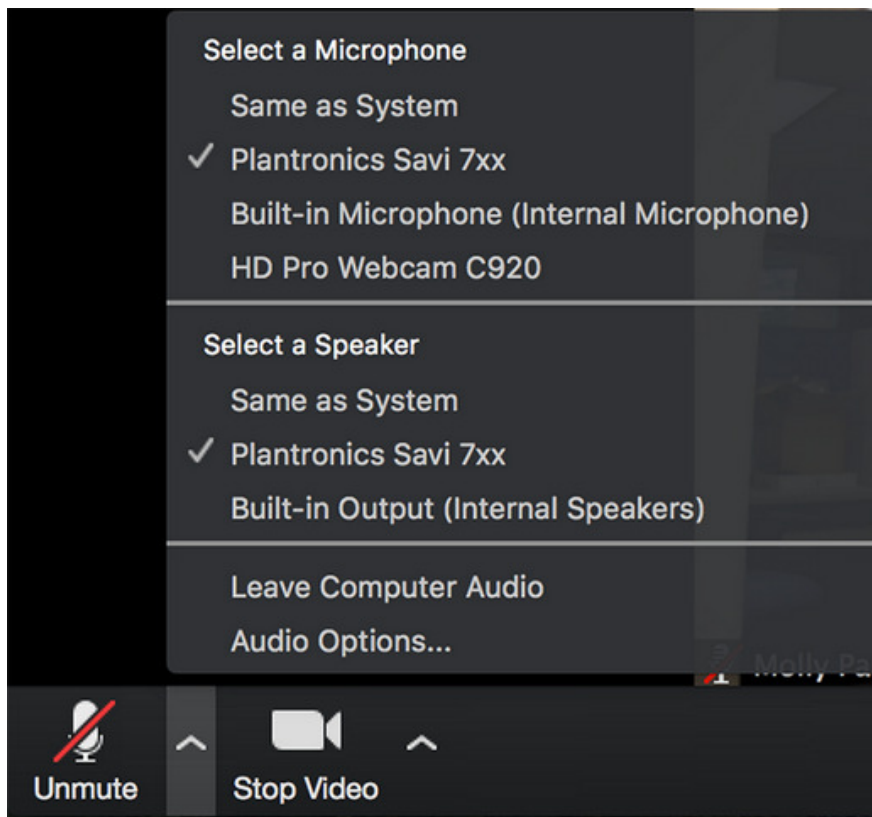 Select a Microphone
Same as System
✓ Plantronics Savi 7xx
Built-in Microphone (Internal Microphone)
HD Pro Webcam C920
Select a Speaker
Same as System
✓ Plantronics Savi 7xx
Built-in Output (Internal Speakers)
Leave Computer Audio
Audio Options...
Molly Pa
Unmute
Stop Video